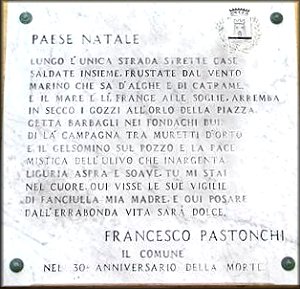 PAESE NATALE
LUNGO L'UNICA STRADA STRETTE CASE
SALDATE INSIEME, FRUSTATE DAL VENTO
MARINO CHE SA D'ALGHE E DI CATRAME,
E IL MARE LÌ, FRANGE ALLE SOGLIE, ARREMBA
IN SECCO I GOZZI ALL'ORLO DELLA PIAZZA,
GETTA BARBAGLI NEI FONDACHI BUI.
DI LÀ CAMPAGNA TRA MURETTI D'ORTO
E IL GELSOMINO SUL POZZO E LA PACE
MISTICA DELL'ULIVO CHE INARGENTA.
LIGURIA ASPRA E SOAVE, TU MI STAI
NEL CUORE. QUI VISSE LE SUE VIGILIE
DI FANCIULLA MIA MADRE, E QUI POSARE
DALL'ERRABONDA VITA SARÀ DOLCE.
FRANCESCO PASTONCHI
IL COMUNE
NEL 30° ANNIVERSARIO DELLA MORTE